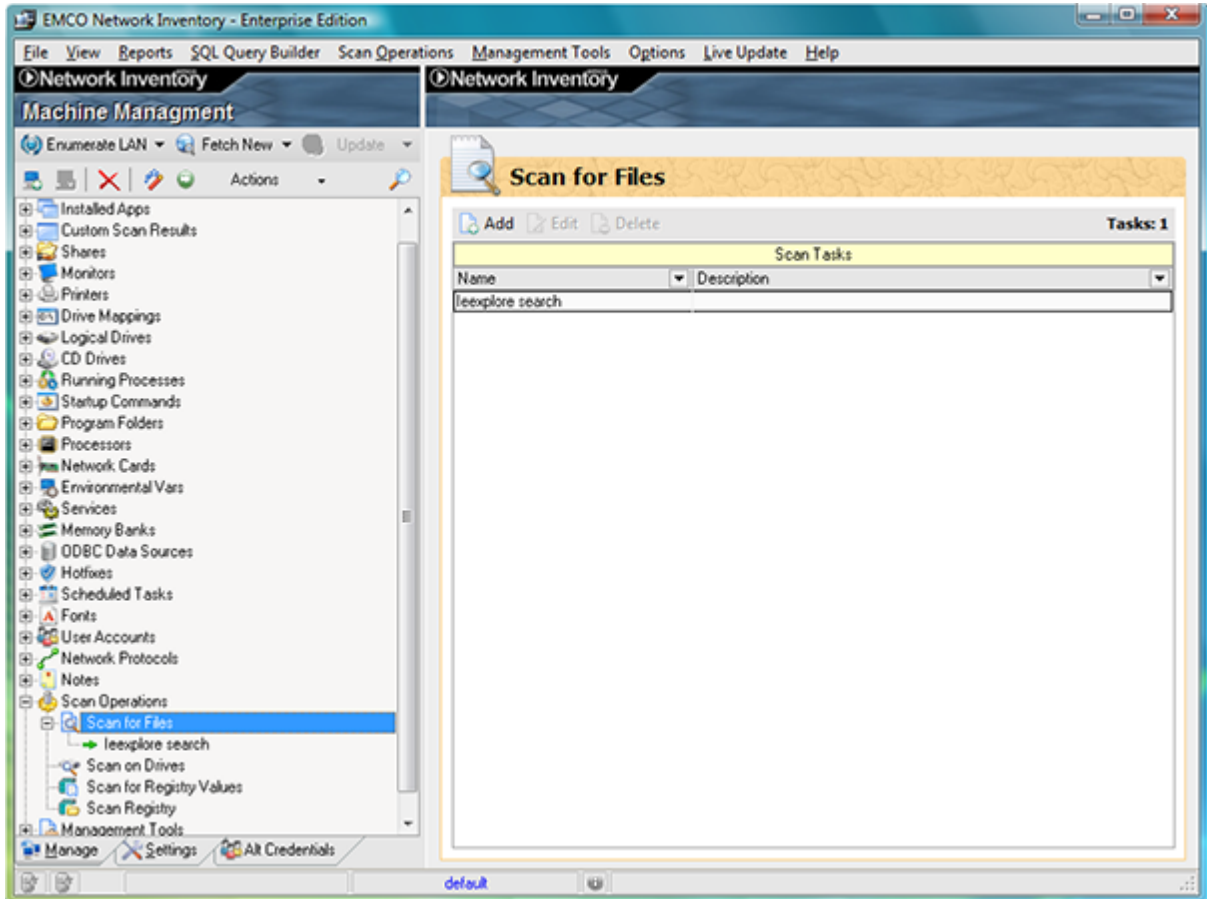 EMCO Network Inventory - Enterprise Edition
File View Reports SQL Query Builder Scan Operations Management Tools Options Live Update Help
Network Inventory
Machine Managment
Enumerate LAN Fetch New Update
Actions
Installed Apps
Custom Scan Results
Shares
Monitors
Printers
Drive Mappings
Logical Drives
CD Drives
Running Processes
Startup Commands
Program Folders
Processors
Network Cards
Environmental Vars
Services
Memory Banks
ODBC Data Sources
Hotfixes
Scheduled Tasks
Fonts
User Accounts
Network Protocols
Notes
Scan Operations
Scan for Files
Ieexplore search
Scan on Drives
Scan for Registry Values
Scan Registry
Management Tools
Manage Settings Alt Credentials
Network Inventory
Scan for Files
Add Edit Delete Tasks: 1
Scan Tasks
Name Description
Ieexplore search
default